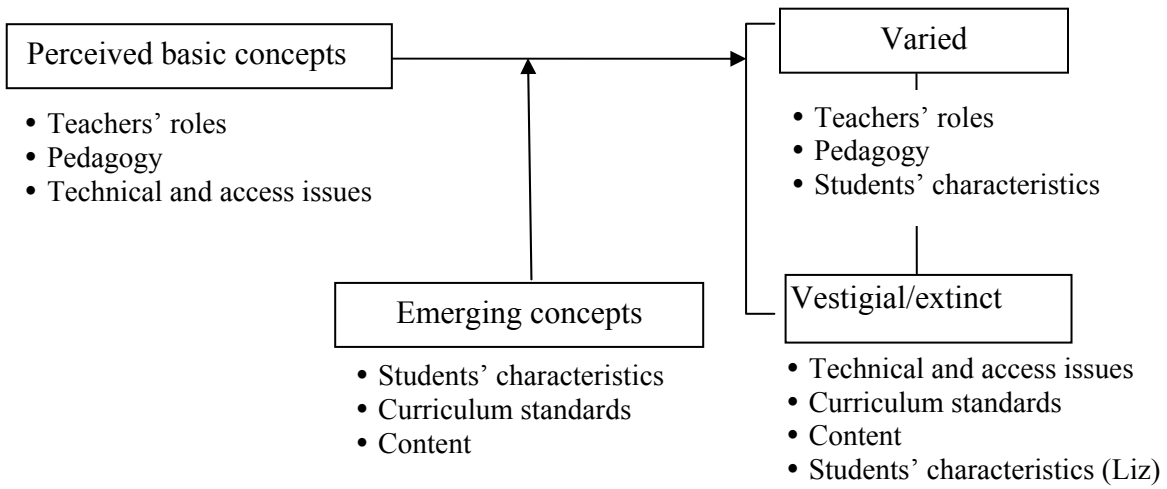 Perceived basic concepts
• Teachers’ roles
• Pedagogy
• Technical and access issues
Emerging concepts
• Students’ characteristics
• Curriculum standards
• Content
Varied
• Teachers’ roles
• Pedagogy
• Students’ characteristics
Vestigial/extinct
• Technical and access issues
• Curriculum standards
• Content
• Students’ characteristics (Liz)